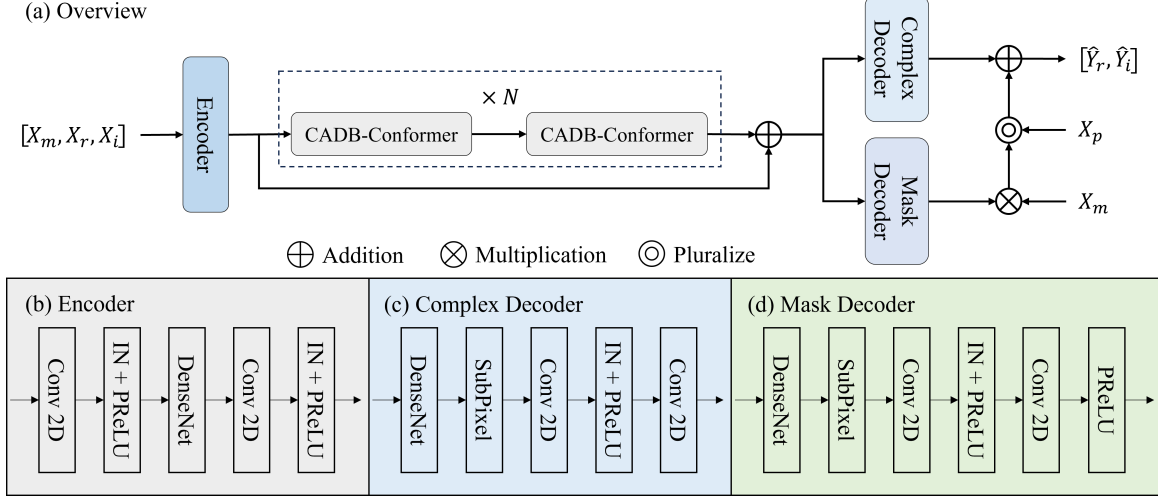 (a) Overview
[X_m, X_r, X_i]
Encoder
× N
CADB-Conformer
CADB-Conformer
Complex
Decoder
Mask
Decoder
[Ŷ_r, Ŷ_i]
X_p
X_m
Addition
Multiplication
Pluralize
(b) Encoder
Conv 2D
IN + PReLU
DenseNet
Conv 2D
IN + PReLU
(c) Complex Decoder
DenseNet
SubPixel
Conv 2D
IN + PReLU
Conv 2D
(d) Mask Decoder
DenseNet
SubPixel
Conv 2D
IN + PReLU
Conv 2D
PReLU